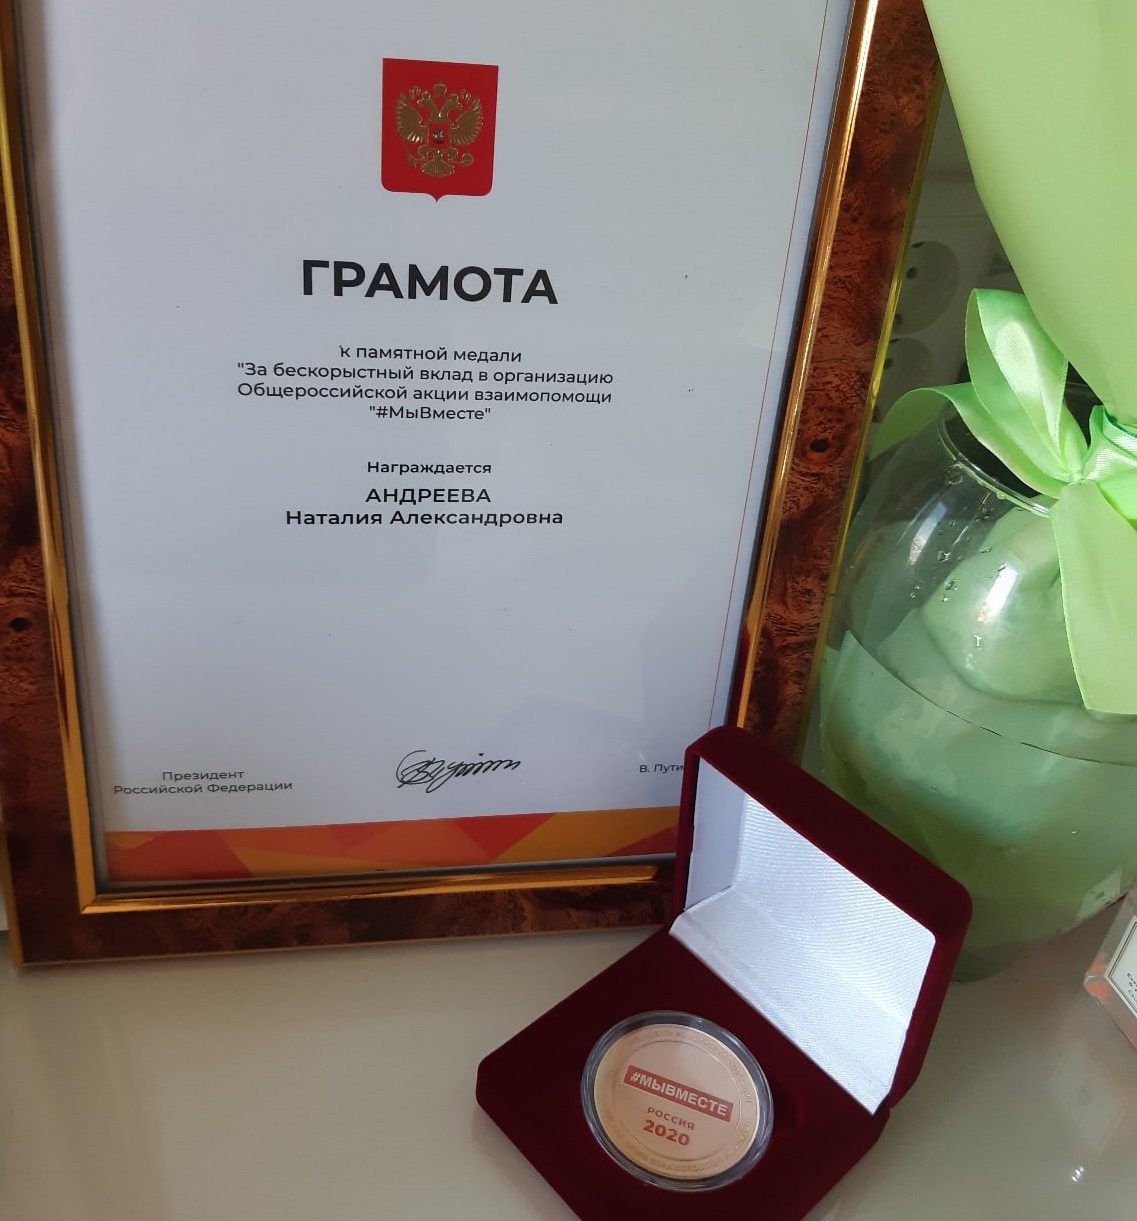 ГРАМОТА
к памятной медали
"За бескорыстный вклад в организацию
Общероссийской акции взаимопомощи
"#МыВместе"
Награждается
АНДРЕЕВА
Наталия Александровна
Президент
Российской Федерации
В. Пути
#МЫВМЕСТЕ
РОССИЯ
2020